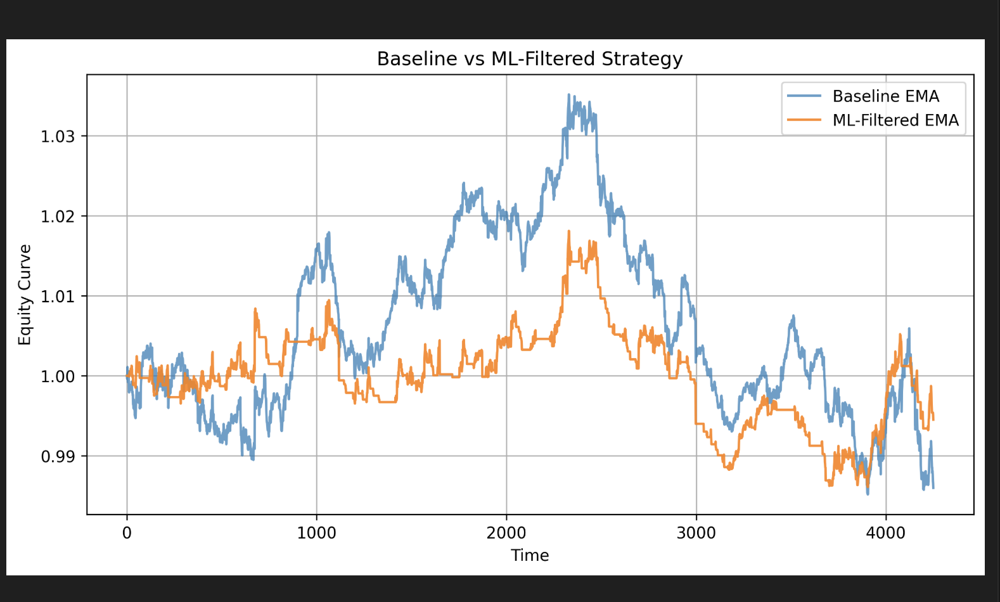 Baseline vs ML-Filtered Strategy
Baseline EMA
ML-Filtered EMA
Equity Curve
1.03
1.02
1.01
1.00
0.99
0 1000 2000 3000 4000
Time